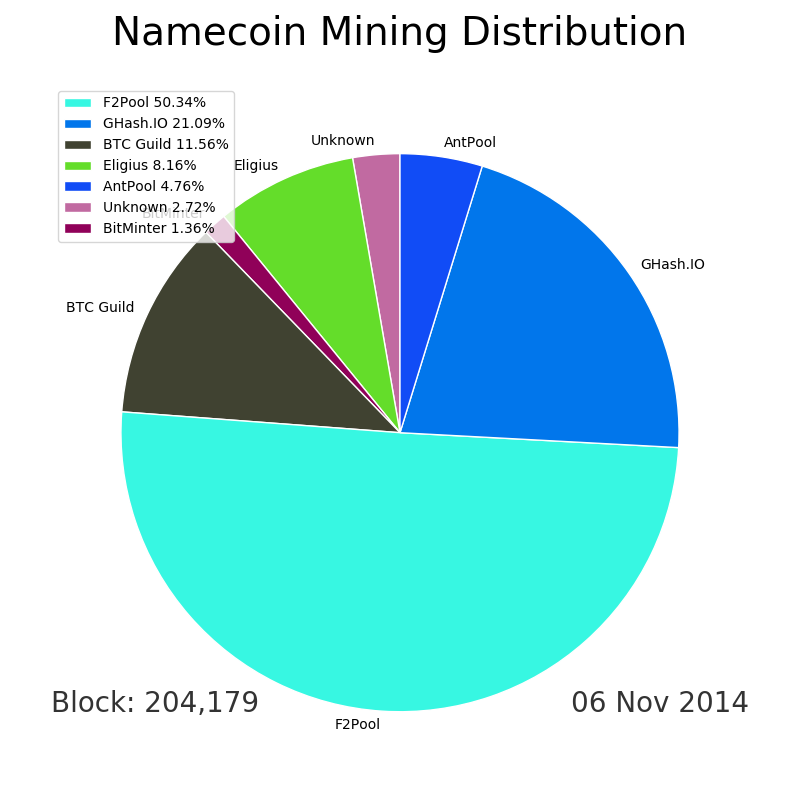 Namecoin Mining Distribution
F2Pool 50.34%
GHash.IO 21.09%
BTC Guild 11.56%
Eligius 8.16%
AntPool 4.76%
Unknown 2.72%
BitMinter 1.36%
Unknown
AntPool
Eligius
BitMinter
GHash.IO
BTC Guild
F2Pool
Block: 204,179
06 Nov 2014